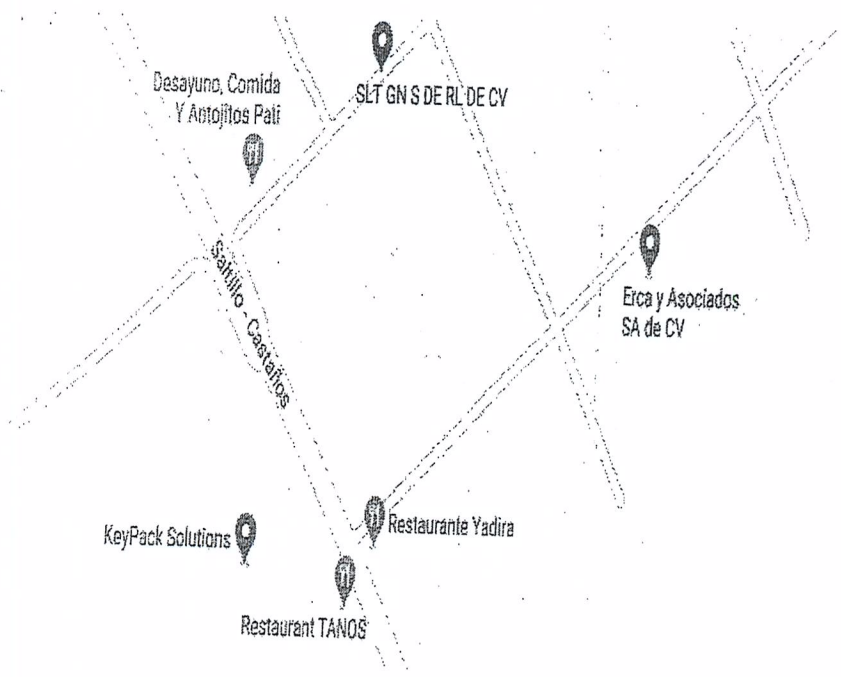 Desayuno, Comida
Y Antojitos Pati
SLT GN S DE RL DE CV
Saltillo - Castaños
Erca y Asociados
SA de CV
KeyPack Solutions
Restaurante Yadira
Restaurant TANOS